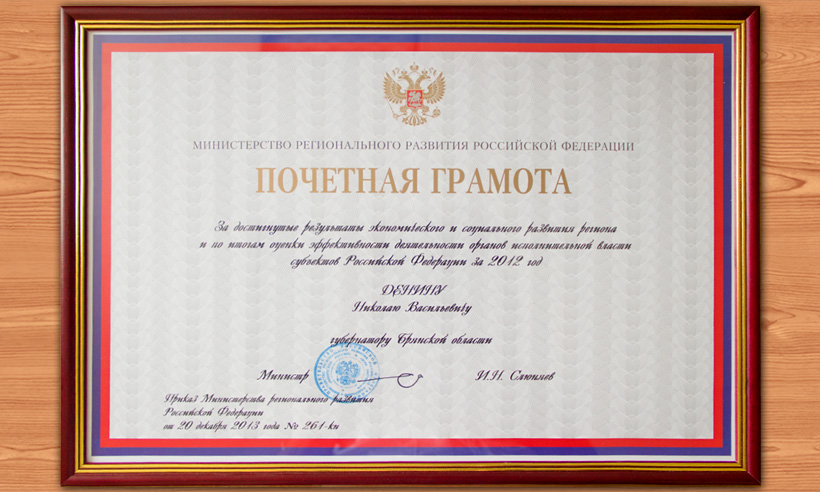 МИНИСТЕРСТВО РЕГИОНАЛЬНОГО РАЗВИТИЯ РОССИЙСКОЙ ФЕДЕРАЦИИ
ПОЧЕТНАЯ ГРАМОТА
За достигнутые результаты экономического и социального развития региона
и по итогам оценки эффективности деятельности органов исполнительной власти
субъектов Российской Федерации за 2012 год
ДЕНИНУ
Николаю Васильевичу
губернатору Брянской области
Министр И.Н. Слюняев
Приказ Министерства регионального развития
Российской Федерации
от 20 декабря 2013 года № 261-кн